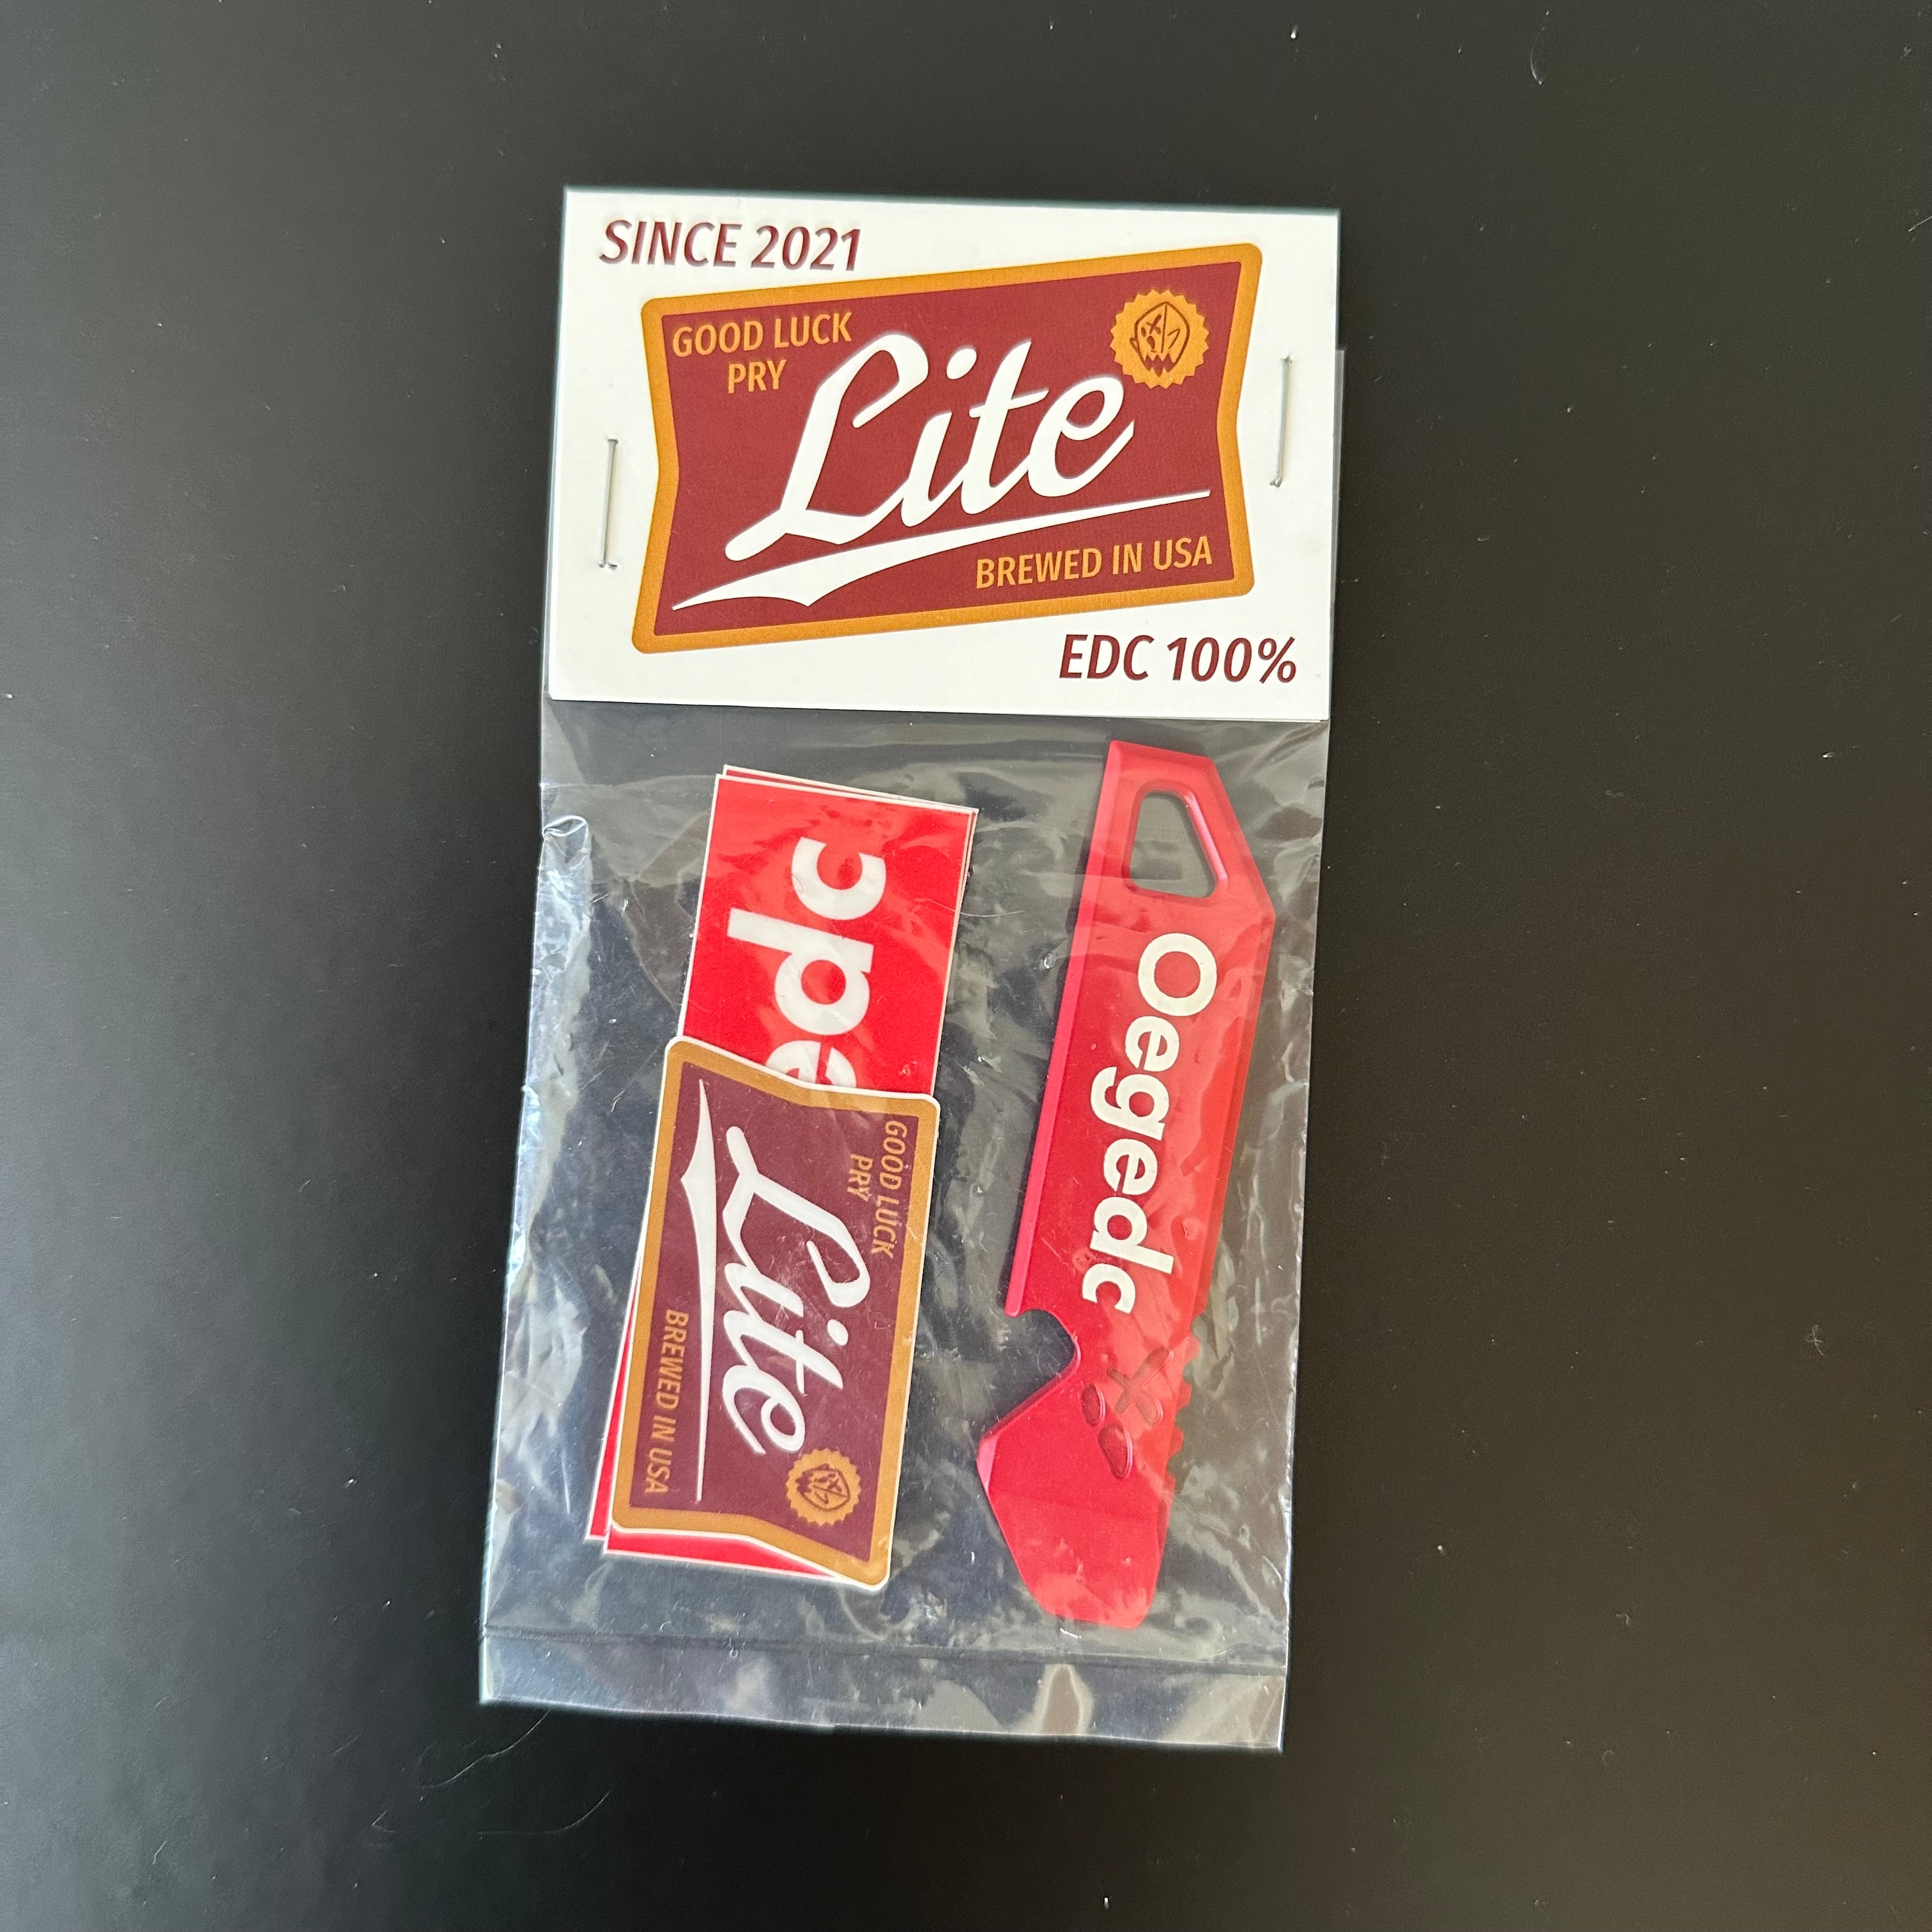 SINCE 2021
GOOD LUCK
PRY
Lite
BREWED IN USA
EDC 100%
edc
Oegedc
GOOD LUCK
PRY
Lite
BREWED IN USA